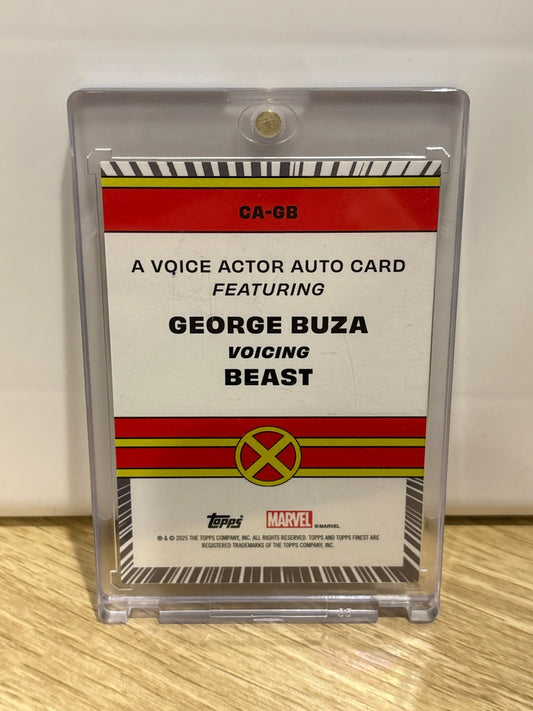 CA-GB
A VOICE ACTOR AUTO CARD
FEATURING
GEORGE BUZA
VOICING
BEAST
topps MARVEL © MARVEL
® & © 2025 THE TOPPS COMPANY, INC. ALL RIGHTS RESERVED. TOPPS AND TOPPS FINEST ARE
REGISTERED TRADEMARKS OF THE TOPPS COMPANY, INC.